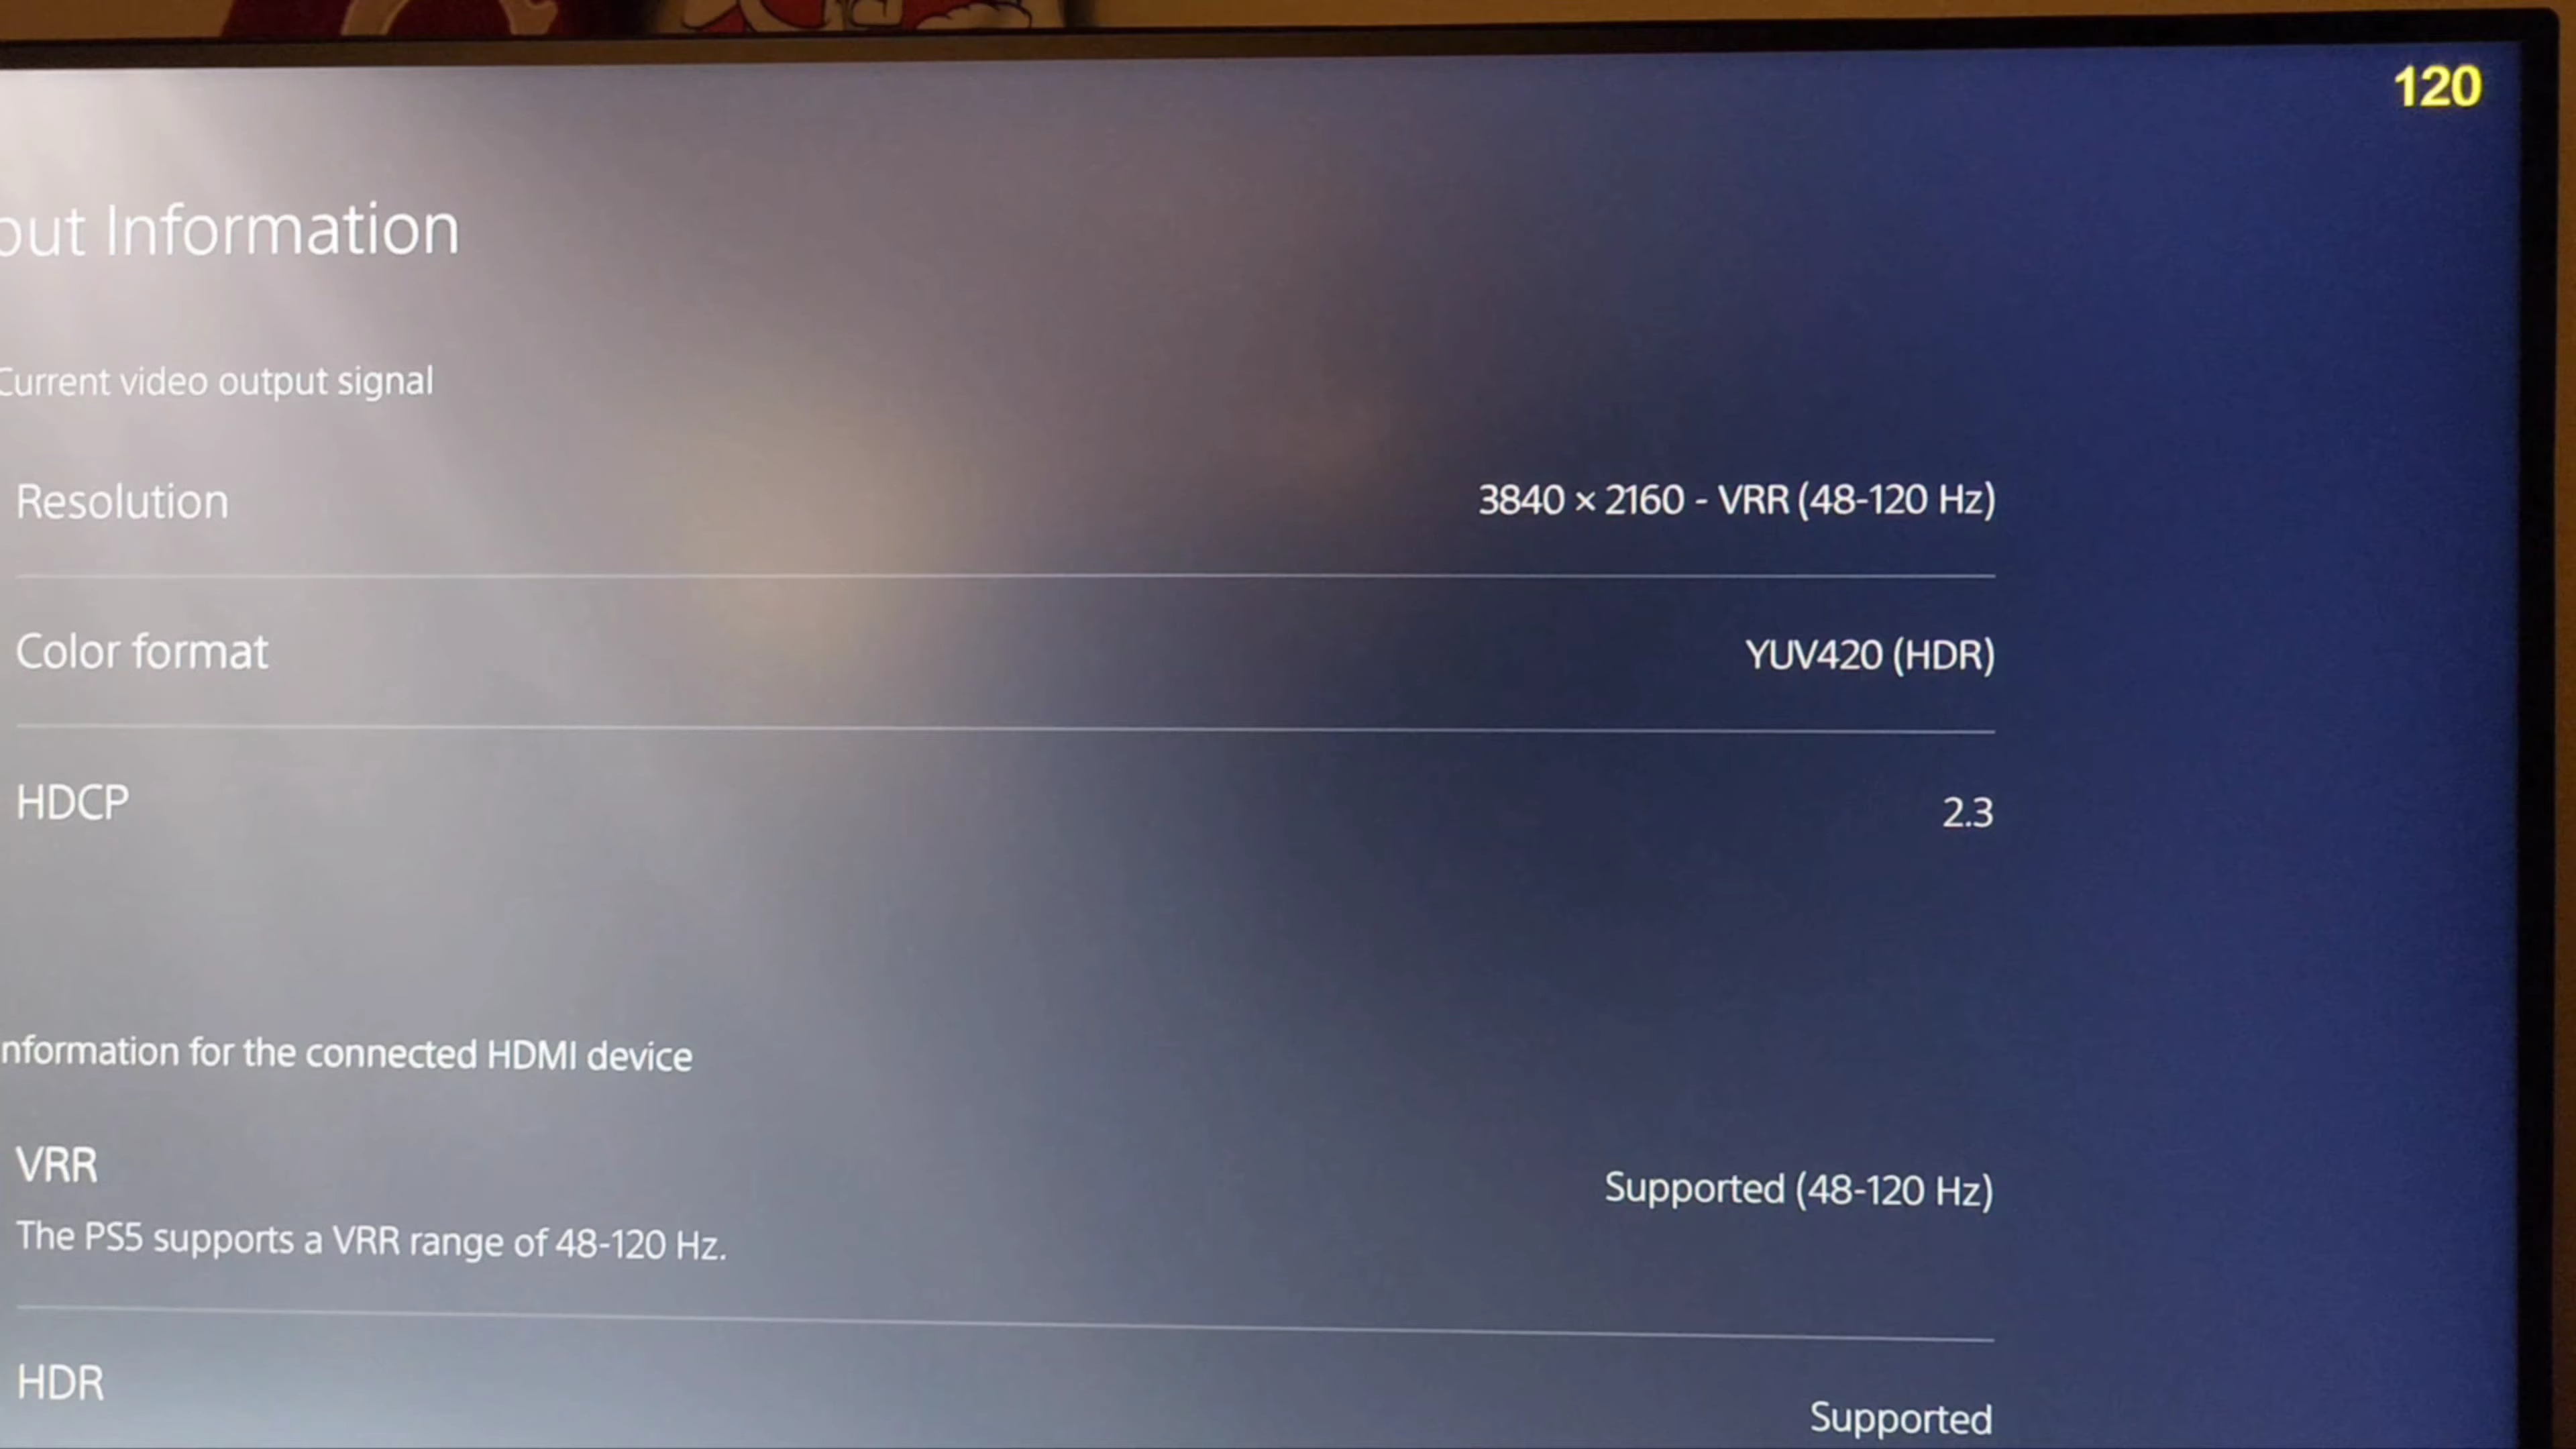 120
out Information
Current video output signal
Resolution 3840 × 2160 - VRR (48-120 Hz)
Color format YUV420 (HDR)
HDCP 2.3
nformation for the connected HDMI device
VRR Supported (48-120 Hz)
The PS5 supports a VRR range of 48-120 Hz.
HDR Supported